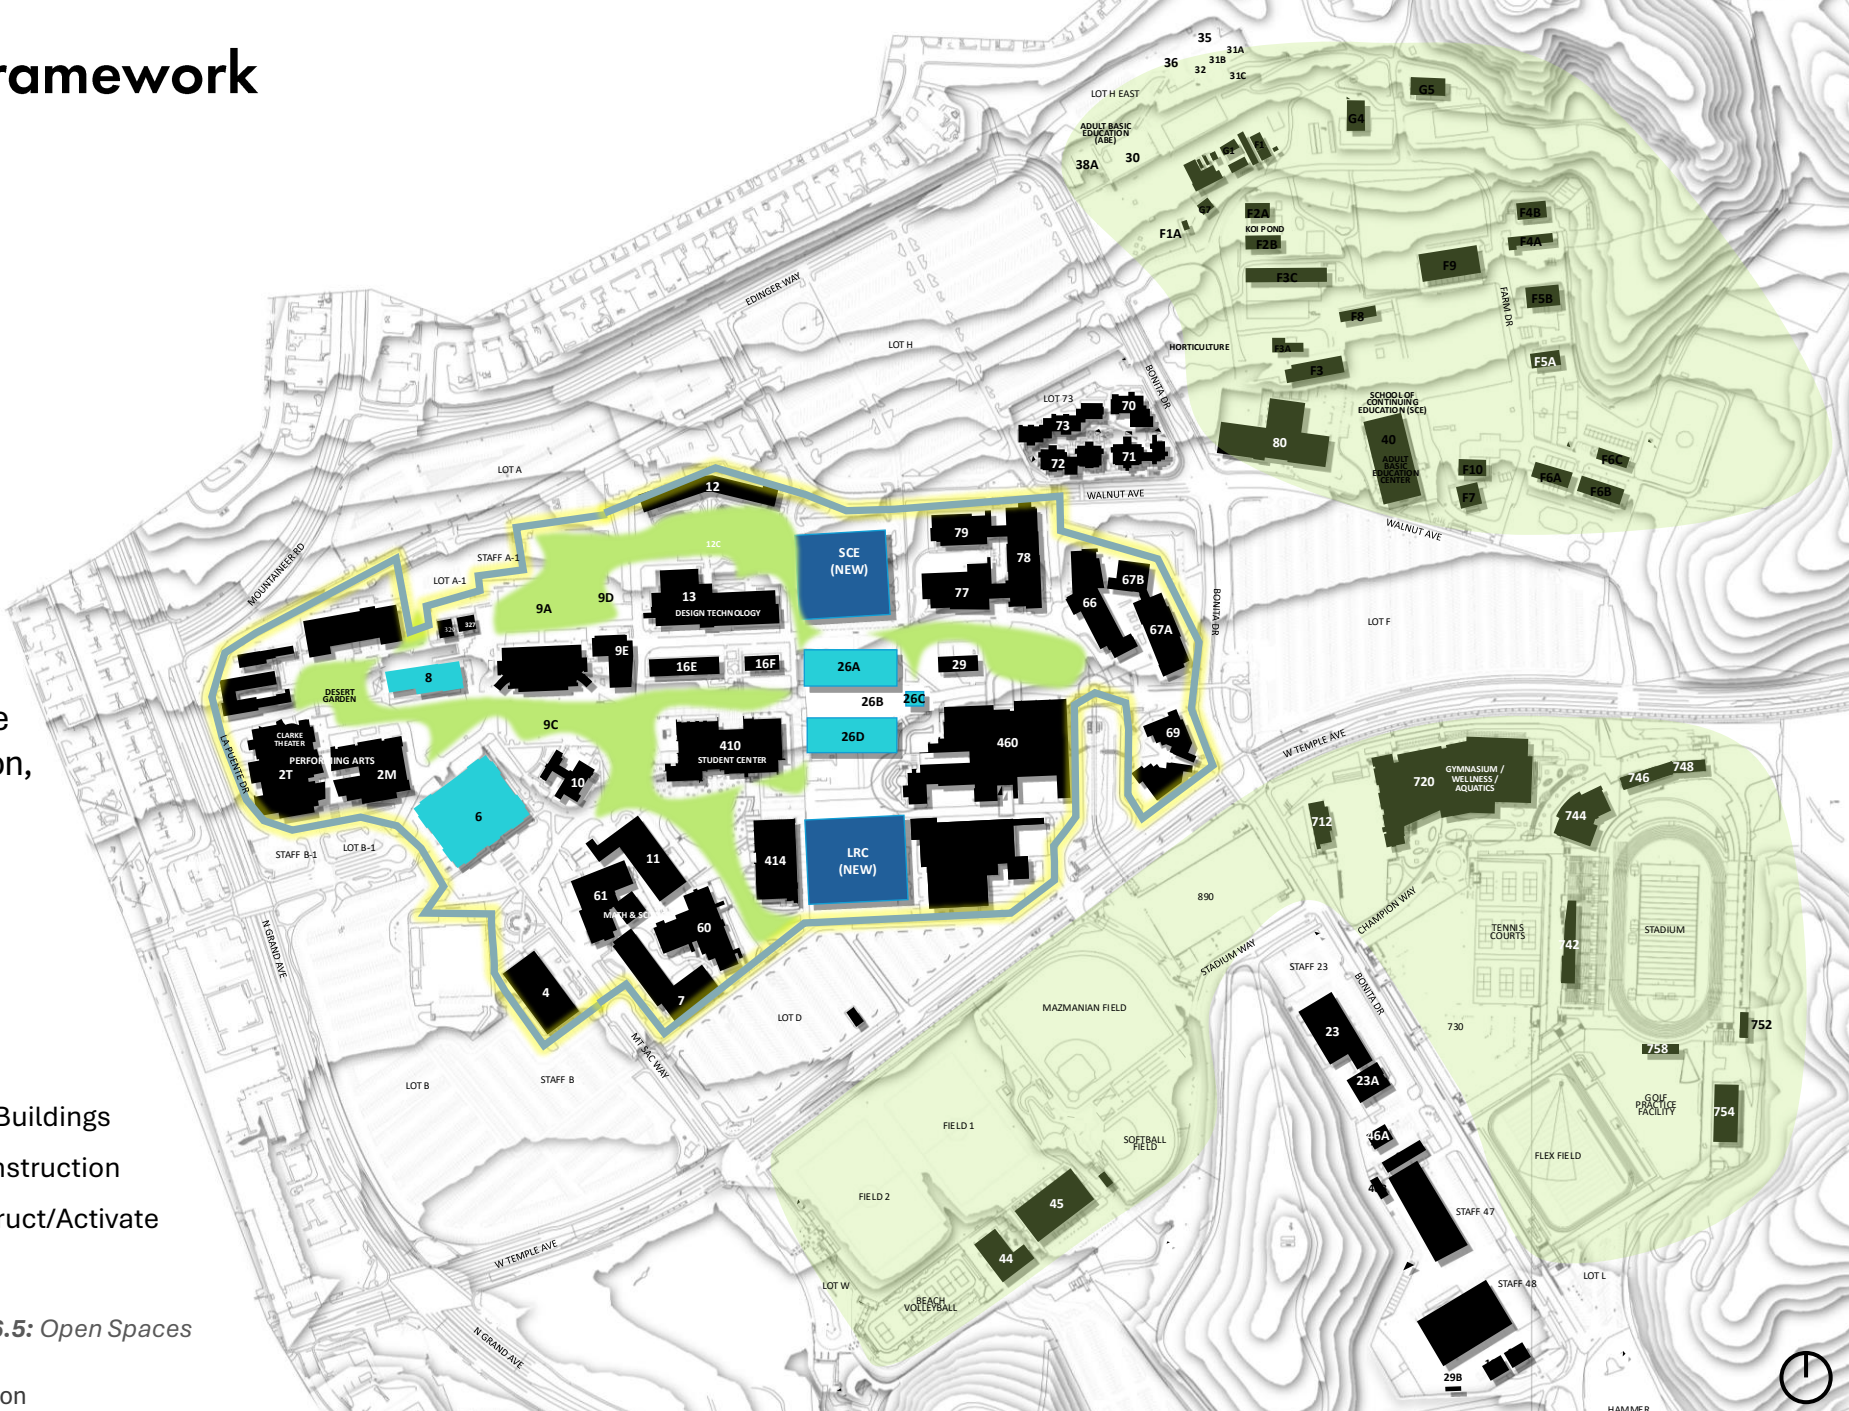 ramework
e
on,
Buildings
nstruction
ruct/Activate
6.5: Open Spaces
on
35
31A
36
31B
32
31C
LOT H EAST
ADULT BASIC
EDUCATION
(ABE)
38A
30
G5
G4
G1
F1
G7
F1A
F2A
KOI POND
F2B
F3C
F4B
F4A
F9
F5B
FARM DR
F8
F5A
HORTICULTURE
F3A
F3
SCHOOL OF
CONTINUING
EDUCATION (SCE)
80
40
ADULT
BASIC
EDUCATION
CENTER
F10
F7
F6A
F6B
F6C
WALNUT AVE
EDINGER WAY
LOT H
BONITA DR
LOT 73
70
73
72
71
WALNUT AVE
LOT A
12
STAFF A-1
LOT A-1
MOUNTAINEER RD
12C
SCE
(NEW)
79
78
77
66
67B
67A
BONITA DR
LOT F
9A
9D
13
DESIGN TECHNOLOGY
327
9E
16E
16F
26A
29
8
DESERT
GARDEN
26B
26C
9C
26D
CLARKE
THEATER
PERFORMING ARTS
2T
2M
LA PUENTE DR
410
STUDENT CENTER
460
69
W TEMPLE AVE
10
6
STAFF B-1
LOT B-1
11
414
LRC
(NEW)
61
60
4
7
N GRAND AVE
LOT D
MT SAC WAY
STAFF B
LOT B
W TEMPLE AVE
N GRAND AVE
720
GYMNASIUM /
WELLNESS /
AQUATICS
746
748
744
712
890
CHAMPION WAY
TENNIS
COURTS
742
STADIUM
STADIUM WAY
STAFF 23
BONITA DR
MAZMANIAN FIELD
730
752
758
23
23A
GOLF
PRACTICE
FACILITY
754
FIELD 1
SOFTBALL
FIELD
46A
FLEX FIELD
FIELD 2
45
44
STAFF 47
LOT W
BEACH
VOLLEYBALL
LOT L
STAFF 48
29B
HAMMER